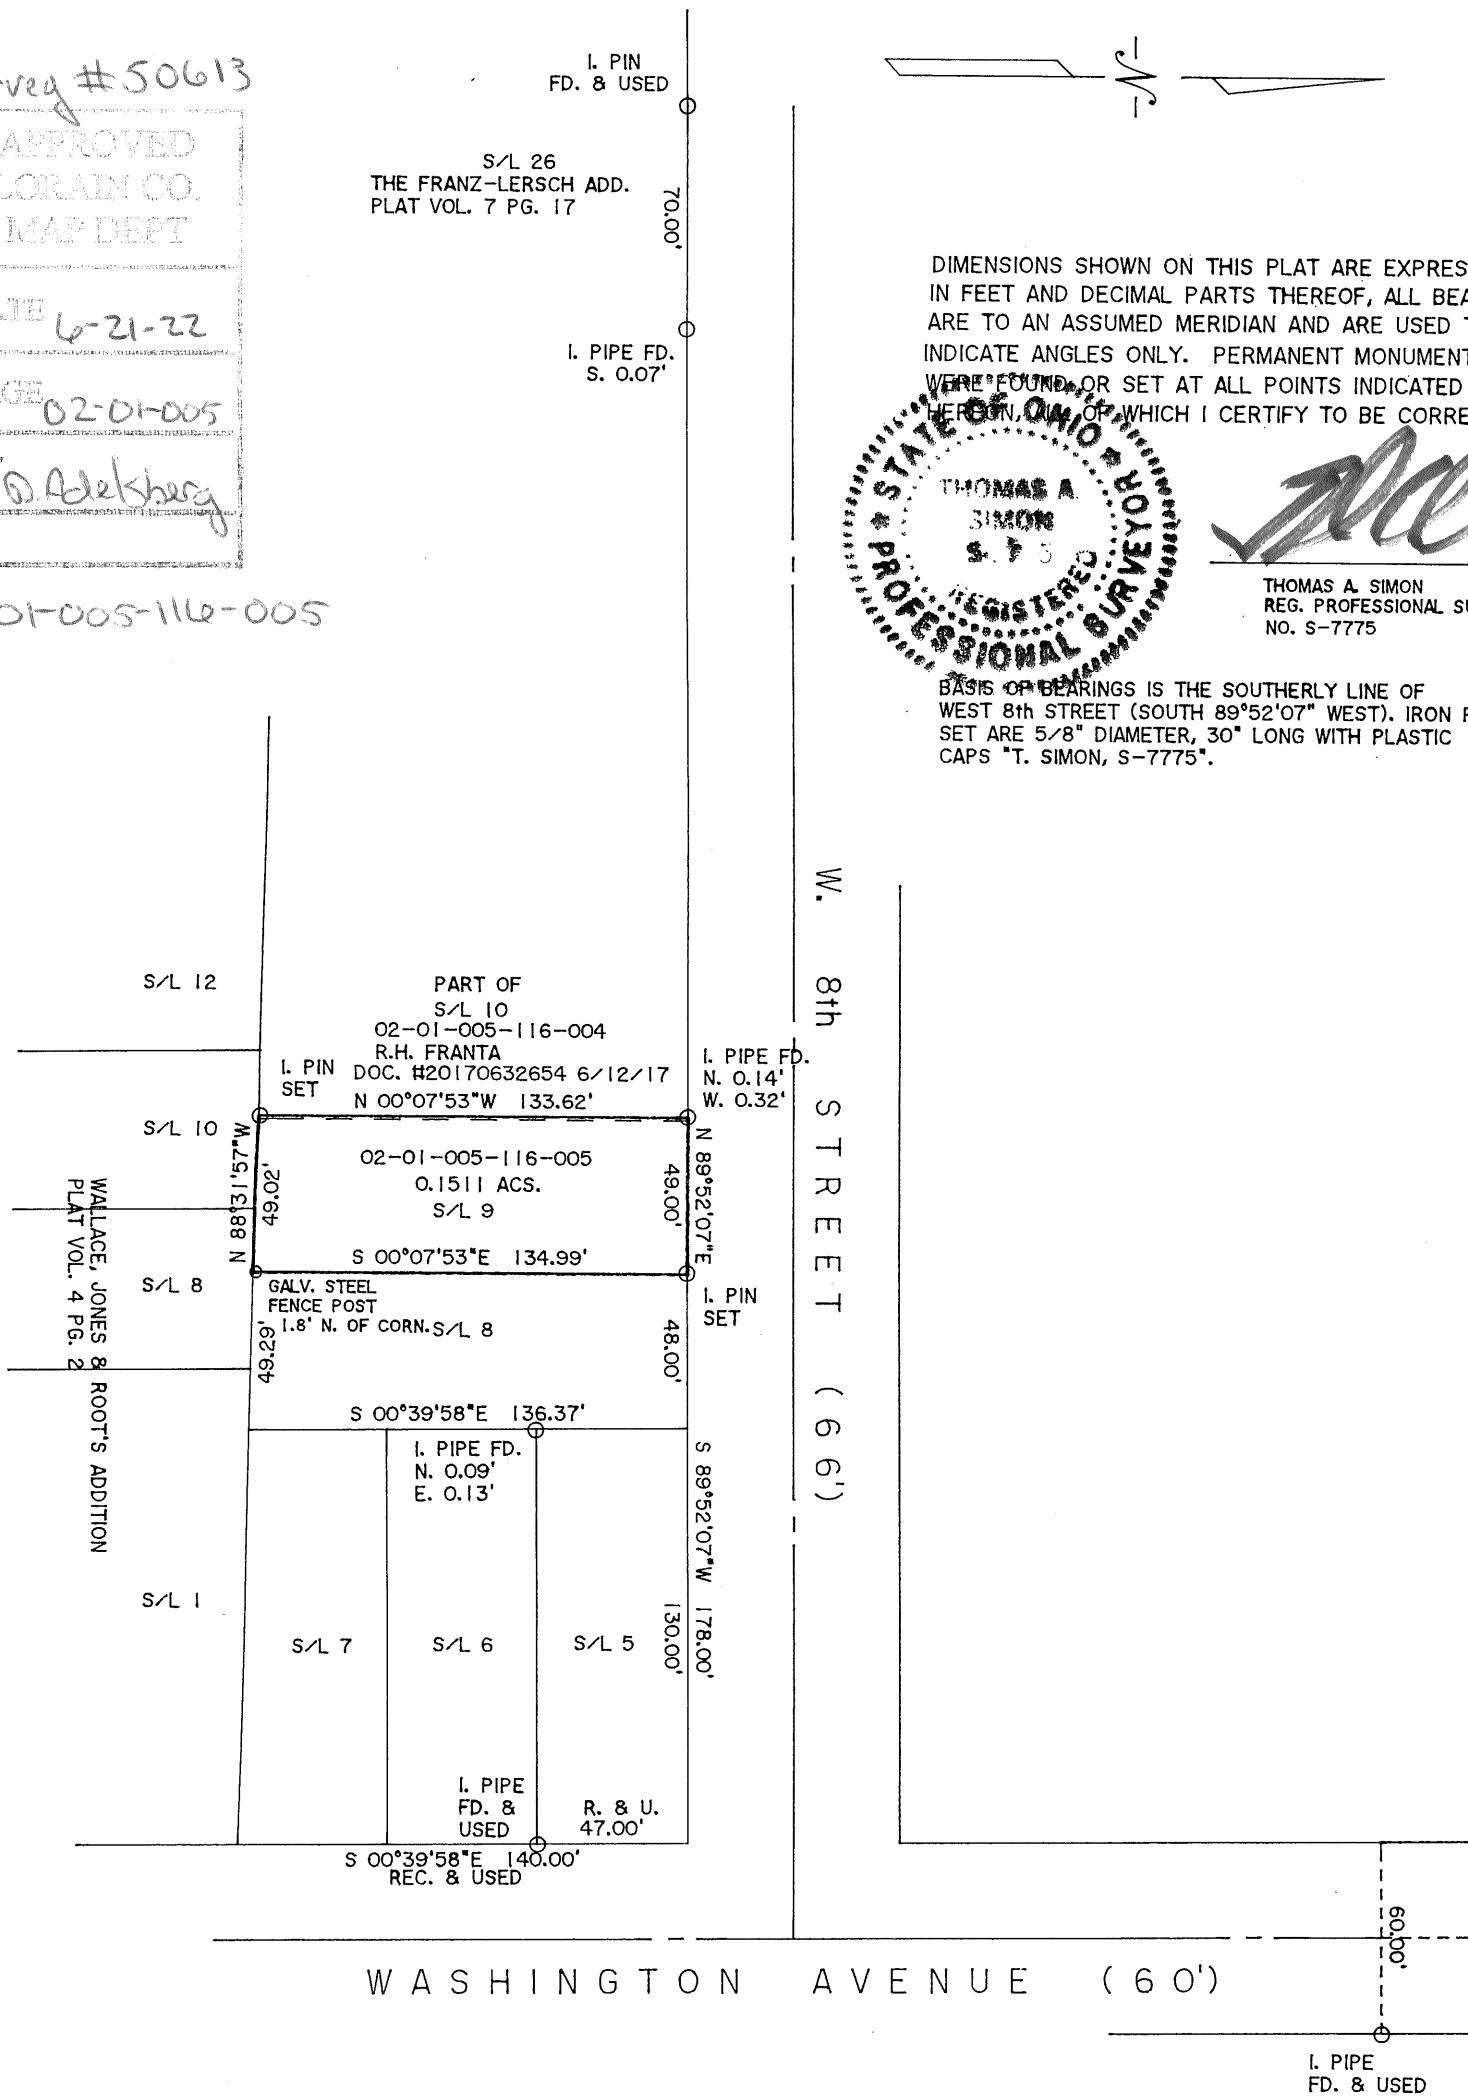 #50613
APPROVED
LORAIN CO.
MAP DEPT
6-21-22
02-01-005
D. Adelsberg
01-005-116-005
I. PIN
FD. & USED
S/L 26
THE FRANZ-LERSCH ADD.
PLAT VOL. 7 PG. 17
70.00'
I. PIPE FD.
S. 0.07'
N
DIMENSIONS SHOWN ON THIS PLAT ARE EXPRES
IN FEET AND DECIMAL PARTS THEREOF, ALL BEA
ARE TO AN ASSUMED MERIDIAN AND ARE USED T
INDICATE ANGLES ONLY. PERMANENT MONUMENT
WERE FOUND OR SET AT ALL POINTS INDICATED
HEREON, ALL OF WHICH I CERTIFY TO BE CORRE
STATE OF OHIO
THOMAS A.
SIMON
REGISTERED
PROFESSIONAL SURVEYOR
THOMAS A. SIMON
REG. PROFESSIONAL SU
NO. S-7775
BASIS OF BEARINGS IS THE SOUTHERLY LINE OF
WEST 8th STREET (SOUTH 89°52'07" WEST). IRON P
SET ARE 5/8" DIAMETER, 30" LONG WITH PLASTIC
CAPS "T. SIMON, S-7775".
W. 8th STREET (66')
S/L 12
PART OF
S/L 10
02-01-005-116-004
R.H. FRANTA
DOC. #20170632654 6/12/17
N 00°07'53"W 133.62'
I. PIN
SET
I. PIPE FD.
N. 0.14'
W. 0.32'
S/L 10
N 88°31'57"W
49.02'
02-01-005-116-005
0.1511 ACS.
S/L 9
49.00'
N 89°52'07"E
S 00°07'53"E 134.99'
S/L 8
GALV. STEEL
FENCE POST
1.8' N. OF CORN.
S/L 8
I. PIN
SET
49.29'
48.00'
WALLACE, JONES & ROOT'S ADDITION
PLAT VOL. 4 PG. 2
S 00°39'58"E 136.37'
I. PIPE FD.
N. 0.09'
E. 0.13'
S 89°52'07"W 178.00'
130.00'
S/L 1
S/L 7
S/L 6
S/L 5
I. PIPE
FD. &
USED
R. & U.
47.00'
S 00°39'58"E 140.00'
REC. & USED
60.00'
WASHINGTON AVENUE (60')
I. PIPE
FD. & USED